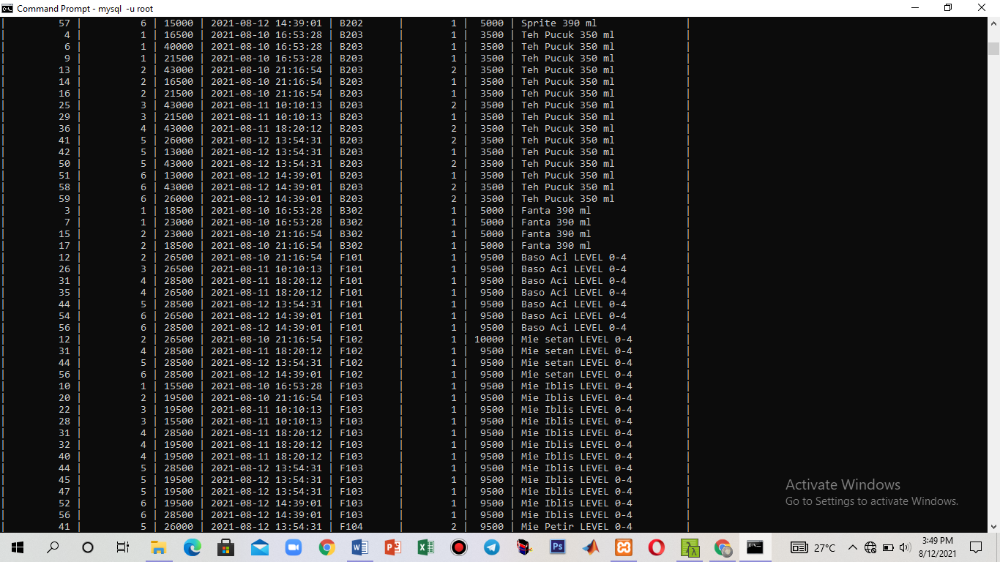 Command Prompt - mysql -u root
| 57 | 6 | 15000 | 2021-08-12 14:39:01 | B202 | 1 | 5000 | Sprite 390 ml |
| 4 | 1 | 16500 | 2021-08-10 16:53:28 | B203 | 1 | 3500 | Teh Pucuk 350 ml |
| 6 | 1 | 40000 | 2021-08-10 16:53:28 | B203 | 1 | 3500 | Teh Pucuk 350 ml |
| 9 | 1 | 21500 | 2021-08-10 16:53:28 | B203 | 1 | 3500 | Teh Pucuk 350 ml |
| 13 | 2 | 43000 | 2021-08-10 21:16:54 | B203 | 2 | 3500 | Teh Pucuk 350 ml |
| 14 | 2 | 16500 | 2021-08-10 21:16:54 | B203 | 1 | 3500 | Teh Pucuk 350 ml |
| 16 | 2 | 21500 | 2021-08-10 21:16:54 | B203 | 1 | 3500 | Teh Pucuk 350 ml |
| 25 | 3 | 43000 | 2021-08-11 10:10:13 | B203 | 2 | 3500 | Teh Pucuk 350 ml |
| 29 | 3 | 21500 | 2021-08-11 10:10:13 | B203 | 1 | 3500 | Teh Pucuk 350 ml |
| 36 | 4 | 43000 | 2021-08-11 18:20:12 | B203 | 2 | 3500 | Teh Pucuk 350 ml |
| 41 | 5 | 26000 | 2021-08-12 13:54:31 | B203 | 2 | 3500 | Teh Pucuk 350 ml |
| 42 | 5 | 13000 | 2021-08-12 13:54:31 | B203 | 1 | 3500 | Teh Pucuk 350 ml |
| 50 | 5 | 43000 | 2021-08-12 13:54:31 | B203 | 2 | 3500 | Teh Pucuk 350 ml |
| 51 | 6 | 13000 | 2021-08-12 14:39:01 | B203 | 1 | 3500 | Teh Pucuk 350 ml |
| 58 | 6 | 43000 | 2021-08-12 14:39:01 | B203 | 2 | 3500 | Teh Pucuk 350 ml |
| 59 | 6 | 26000 | 2021-08-12 14:39:01 | B203 | 2 | 3500 | Teh Pucuk 350 ml |
| 3 | 1 | 18500 | 2021-08-10 16:53:28 | B302 | 1 | 5000 | Fanta 390 ml |
| 7 | 1 | 23000 | 2021-08-10 16:53:28 | B302 | 1 | 5000 | Fanta 390 ml |
| 15 | 2 | 23000 | 2021-08-10 21:16:54 | B302 | 1 | 5000 | Fanta 390 ml |
| 17 | 2 | 18500 | 2021-08-10 21:16:54 | B302 | 1 | 5000 | Fanta 390 ml |
| 12 | 2 | 26500 | 2021-08-10 21:16:54 | F101 | 1 | 9500 | Baso Aci LEVEL 0-4 |
| 26 | 3 | 26500 | 2021-08-11 10:10:13 | F101 | 1 | 9500 | Baso Aci LEVEL 0-4 |
| 31 | 4 | 28500 | 2021-08-11 18:20:12 | F101 | 1 | 9500 | Baso Aci LEVEL 0-4 |
| 35 | 4 | 26500 | 2021-08-11 18:20:12 | F101 | 1 | 9500 | Baso Aci LEVEL 0-4 |
| 44 | 5 | 28500 | 2021-08-12 13:54:31 | F101 | 1 | 9500 | Baso Aci LEVEL 0-4 |
| 54 | 6 | 26500 | 2021-08-12 14:39:01 | F101 | 1 | 9500 | Baso Aci LEVEL 0-4 |
| 56 | 6 | 28500 | 2021-08-12 14:39:01 | F101 | 1 | 9500 | Baso Aci LEVEL 0-4 |
| 12 | 2 | 26500 | 2021-08-10 21:16:54 | F102 | 1 | 10000 | Mie setan LEVEL 0-4 |
| 31 | 4 | 28500 | 2021-08-11 18:20:12 | F102 | 1 | 9500 | Mie setan LEVEL 0-4 |
| 44 | 5 | 28500 | 2021-08-12 13:54:31 | F102 | 1 | 9500 | Mie setan LEVEL 0-4 |
| 56 | 6 | 28500 | 2021-08-12 14:39:01 | F102 | 1 | 9500 | Mie setan LEVEL 0-4 |
| 10 | 1 | 15500 | 2021-08-10 16:53:28 | F103 | 1 | 9500 | Mie Iblis LEVEL 0-4 |
| 20 | 2 | 19500 | 2021-08-10 21:16:54 | F103 | 1 | 9500 | Mie Iblis LEVEL 0-4 |
| 22 | 3 | 19500 | 2021-08-11 10:10:13 | F103 | 1 | 9500 | Mie Iblis LEVEL 0-4 |
| 28 | 3 | 15500 | 2021-08-11 10:10:13 | F103 | 1 | 9500 | Mie Iblis LEVEL 0-4 |
| 31 | 4 | 28500 | 2021-08-11 18:20:12 | F103 | 1 | 9500 | Mie Iblis LEVEL 0-4 |
| 32 | 4 | 19500 | 2021-08-11 18:20:12 | F103 | 1 | 9500 | Mie Iblis LEVEL 0-4 |
| 40 | 4 | 19500 | 2021-08-11 18:20:12 | F103 | 1 | 9500 | Mie Iblis LEVEL 0-4 |
| 44 | 5 | 28500 | 2021-08-12 13:54:31 | F103 | 1 | 9500 | Mie Iblis LEVEL 0-4 |
| 45 | 5 | 19500 | 2021-08-12 13:54:31 | F103 | 1 | 9500 | Mie Iblis LEVEL 0-4 |
| 47 | 5 | 19500 | 2021-08-12 13:54:31 | F103 | 1 | 9500 | Mie Iblis LEVEL 0-4 |
| 52 | 6 | 19500 | 2021-08-12 14:39:01 | F103 | 1 | 9500 | Mie Iblis LEVEL 0-4 |
| 56 | 6 | 28500 | 2021-08-12 14:39:01 | F103 | 1 | 9500 | Mie Iblis LEVEL 0-4 |
| 41 | 5 | 26000 | 2021-08-12 13:54:31 | F104 | 2 | 9500 | Mie Petir LEVEL 0-4 |
Activate Windows
Go to Settings to activate Windows.
27°C
3:49 PM
8/12/2021